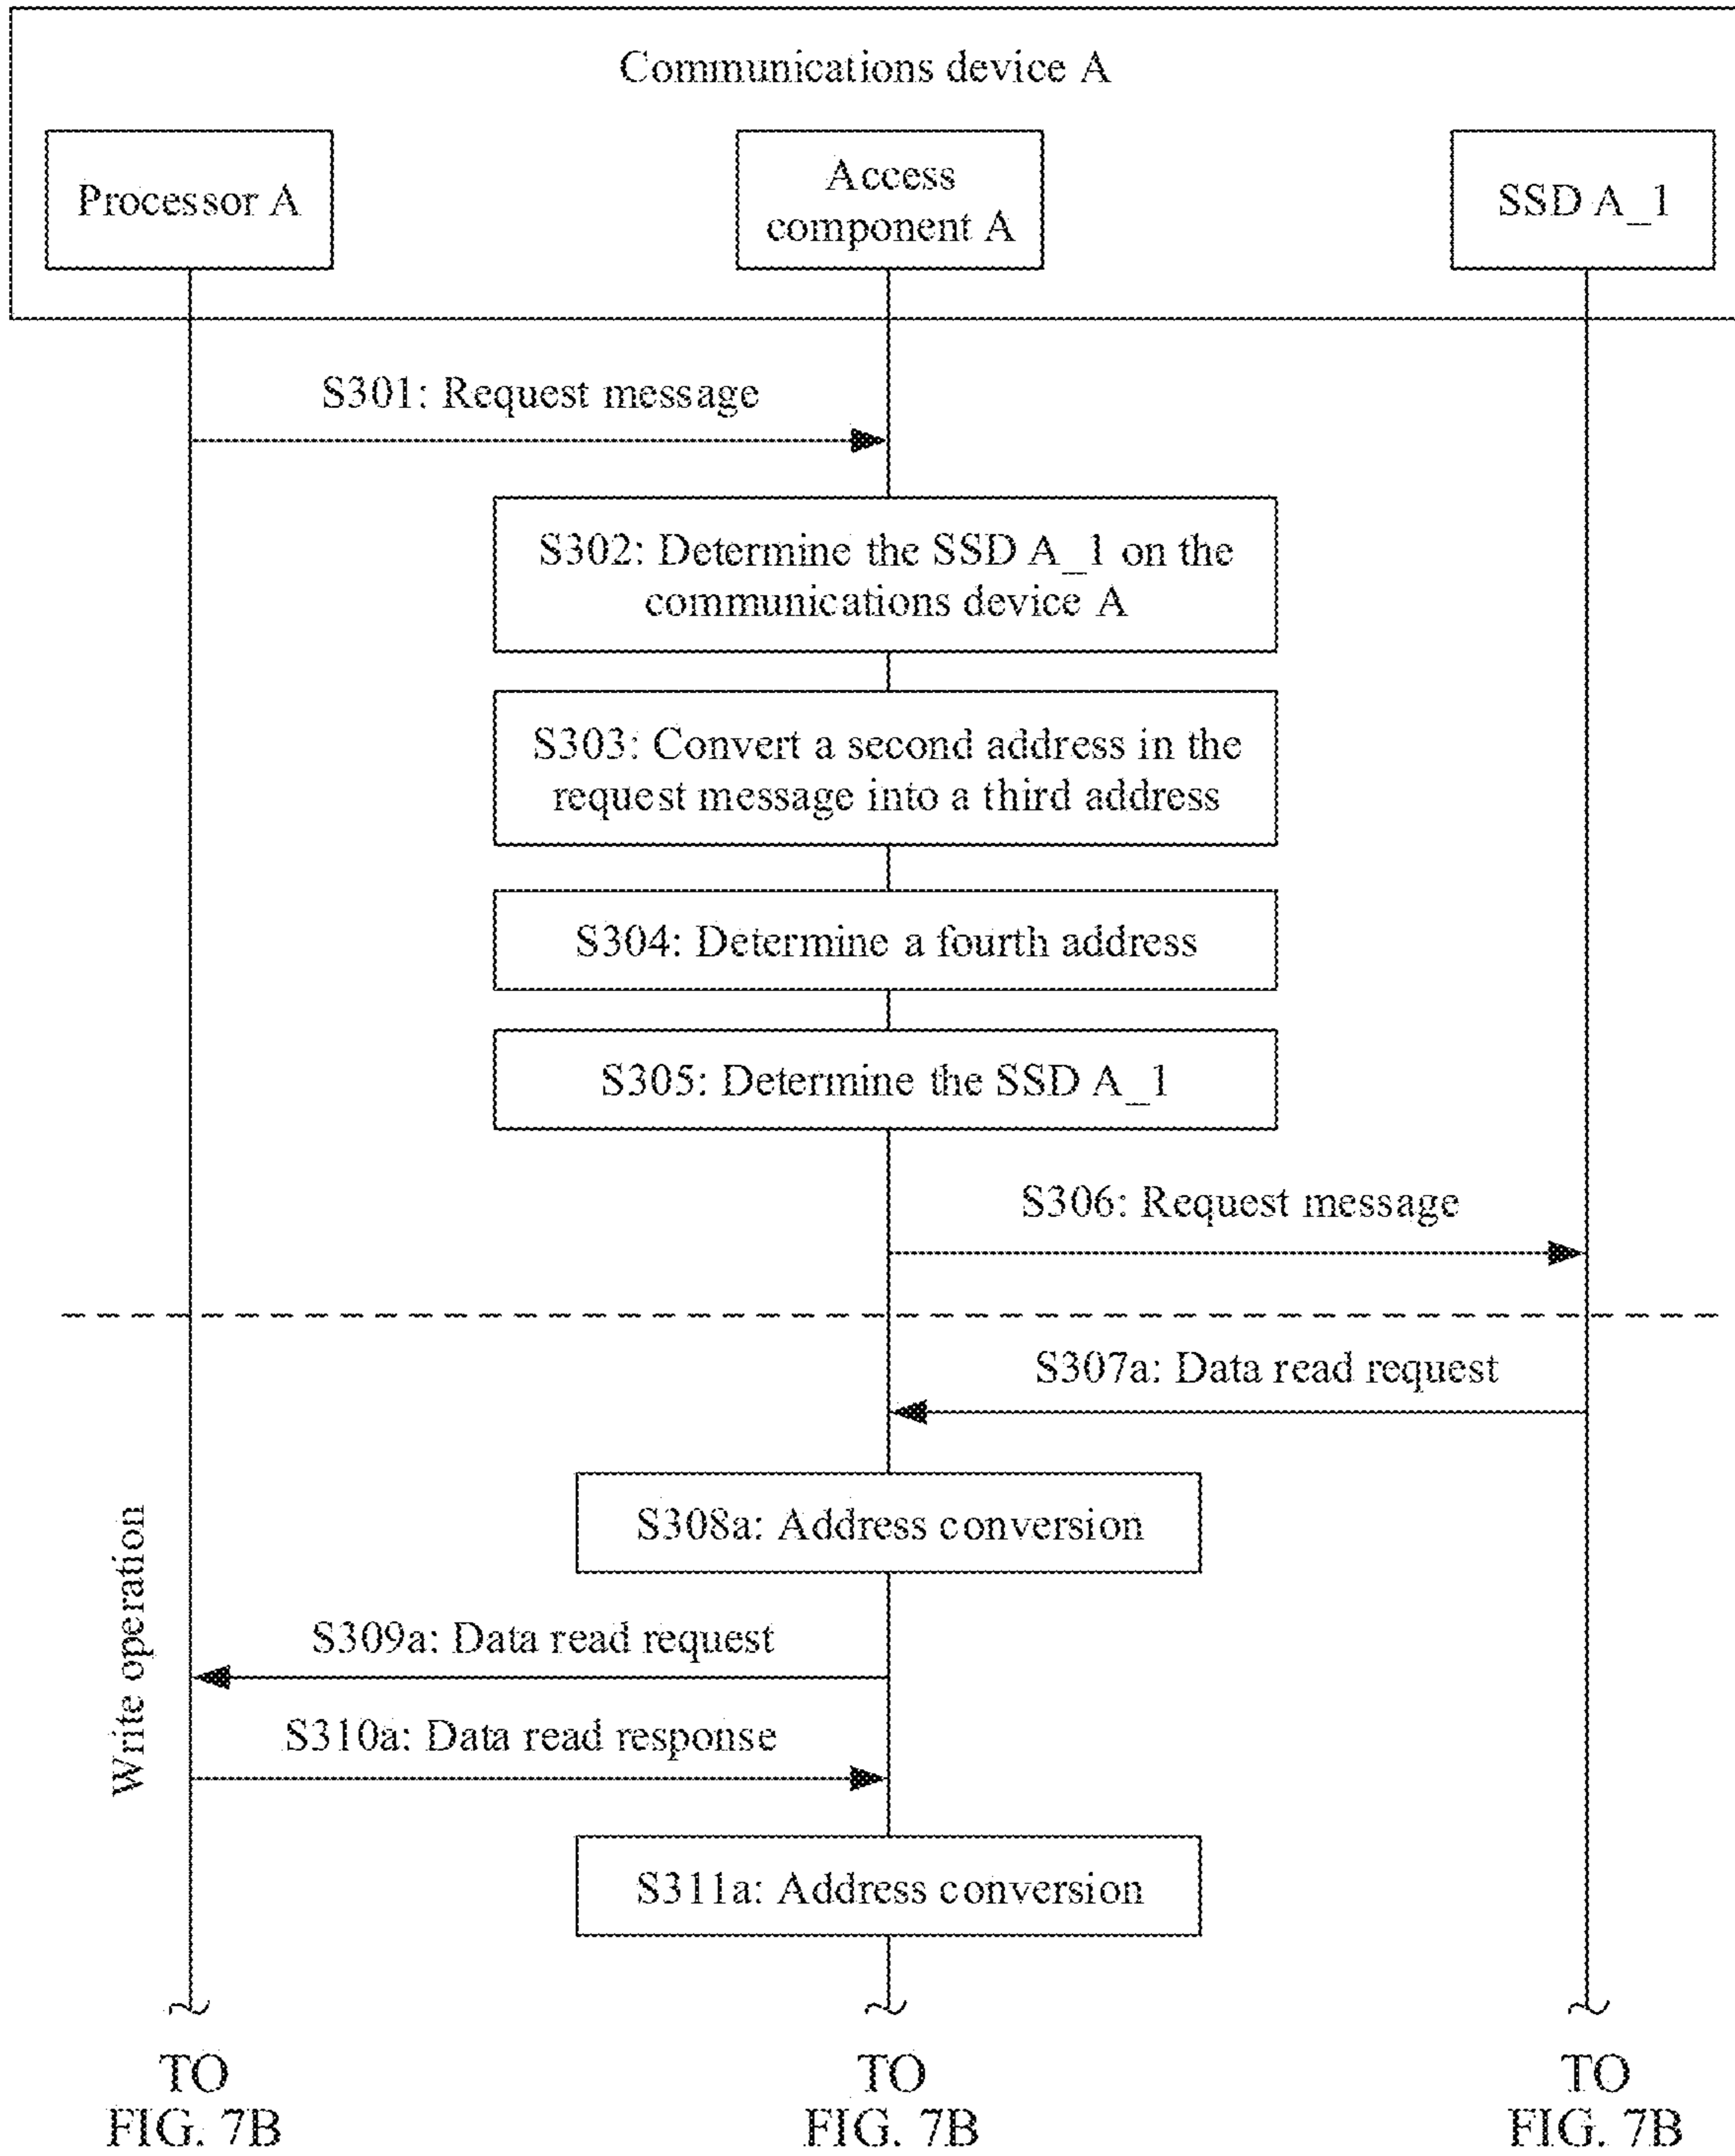 Communications device A
Processor A
Access
component A
SSD A_1
S301: Request message
S302: Determine the SSD A_1 on the
communications device A
S303: Convert a second address in the
request message into a third address
S304: Determine a fourth address
S305: Determine the SSD A_1
S306: Request message
S307a: Data read request
S308a: Address conversion
Write operation
S309a: Data read request
S310a: Data read response
S311a: Address conversion
TO
FIG. 7B
TO
FIG. 7B
TO
FIG. 7B